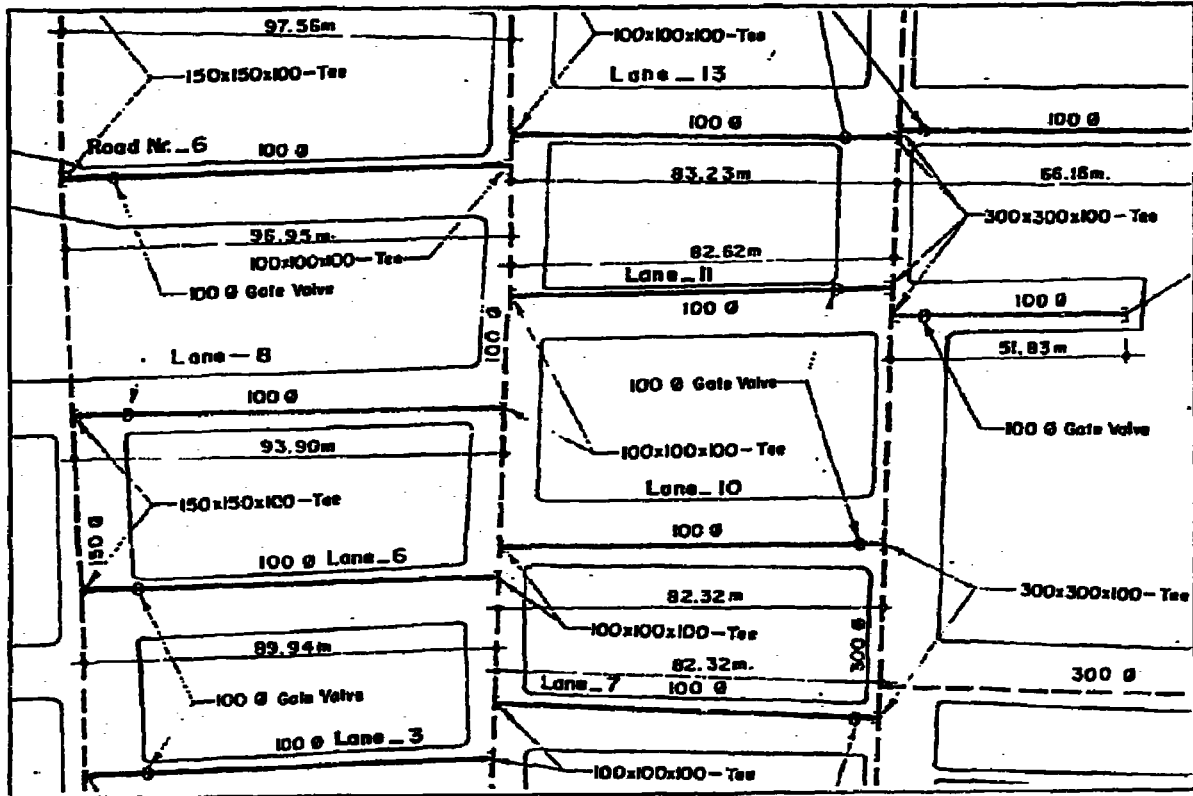 97.56m
100x100x100-Tee
150x150x100-Tee
Lane_13
100 Ø
100 Ø
Road Nr._6
100 Ø
83.23m
66.16m.
300x300x100-Tee
96.95m.
100x100x100-Tee
82.62m
Lane_11
100 Ø Gate Valve
100 Ø
100 Ø
100 Ø
51.83m
Lane-8
100 Ø Gate Valve
100 Ø
100 Ø Gate Valve
93.90m
100x100x100-Tee
Lane_10
150x150x100-Tee
150 Ø
100 Ø
100 Ø Lane_6
82.32m
300x300x100-Tee
100x100x100-Tee
89.94m
300 Ø
82.32m.
Lane_7
100 Ø
300 Ø
100 Ø Gate Valve
100 Ø Lane_3
100x100x100-Tee